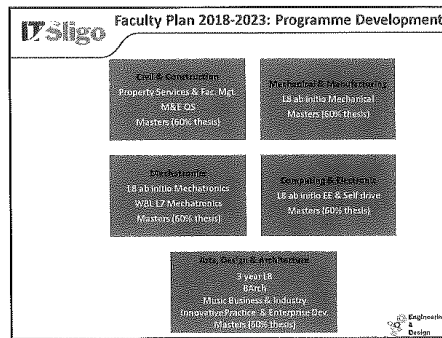 IT Sligo
Faculty Plan 2018-2023: Programme Development
Civil & Construction
Property Services & Fac. Mgt.
M&E QS
Masters (60% thesis)
Mechanical & Manufacturing
L8 ab initio Mechanical
Masters (60% thesis)
Mechatronics
L8 ab initio Mechatronics
WBL L7 Mechatronics
Masters (60% thesis)
Computing & Electronic
L8 ab initio EE & Self drive
Masters (60% thesis)
Arts, Design & Architecture
3 year L8
BArch
Music Business & Industry
Innovative Practice & Enterprise Dev.
Masters (60% thesis)
Engineering
&
Design